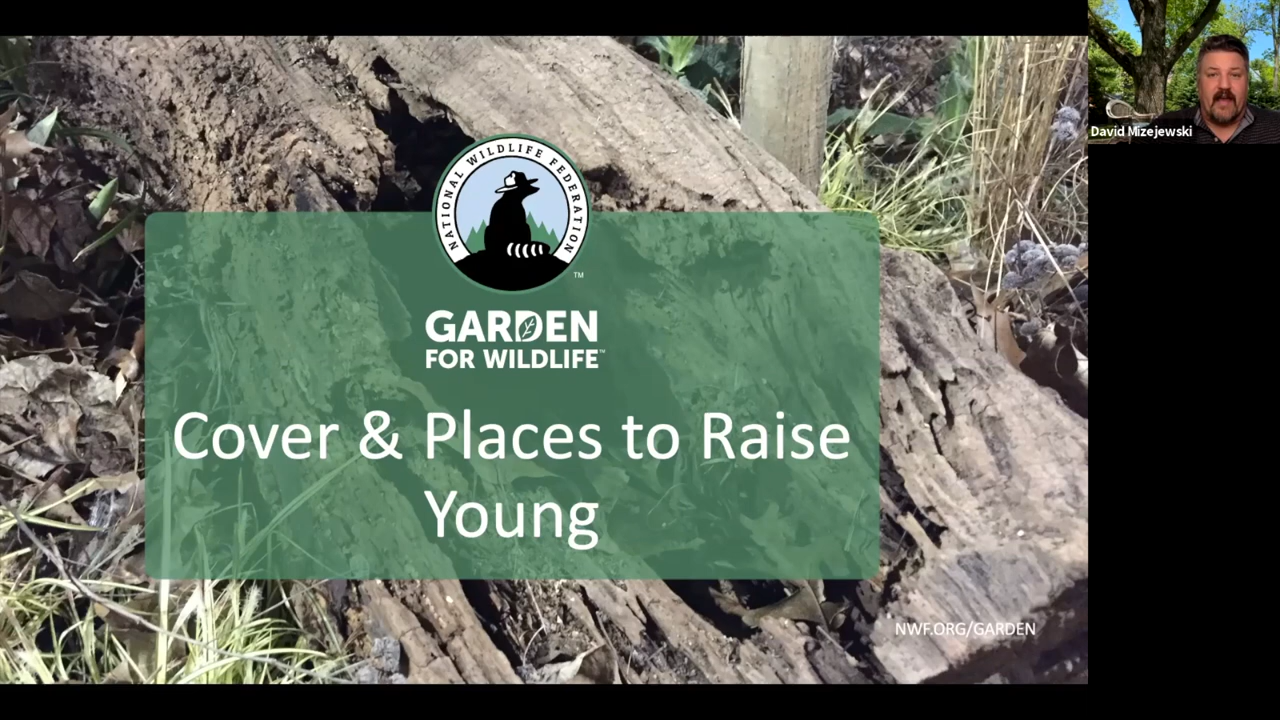 NATIONAL WILDLIFE FEDERATION
TM
GARDEN
FOR WILDLIFE™
Cover & Places to Raise
Young
NWF.ORG/GARDEN
David Mizejewski